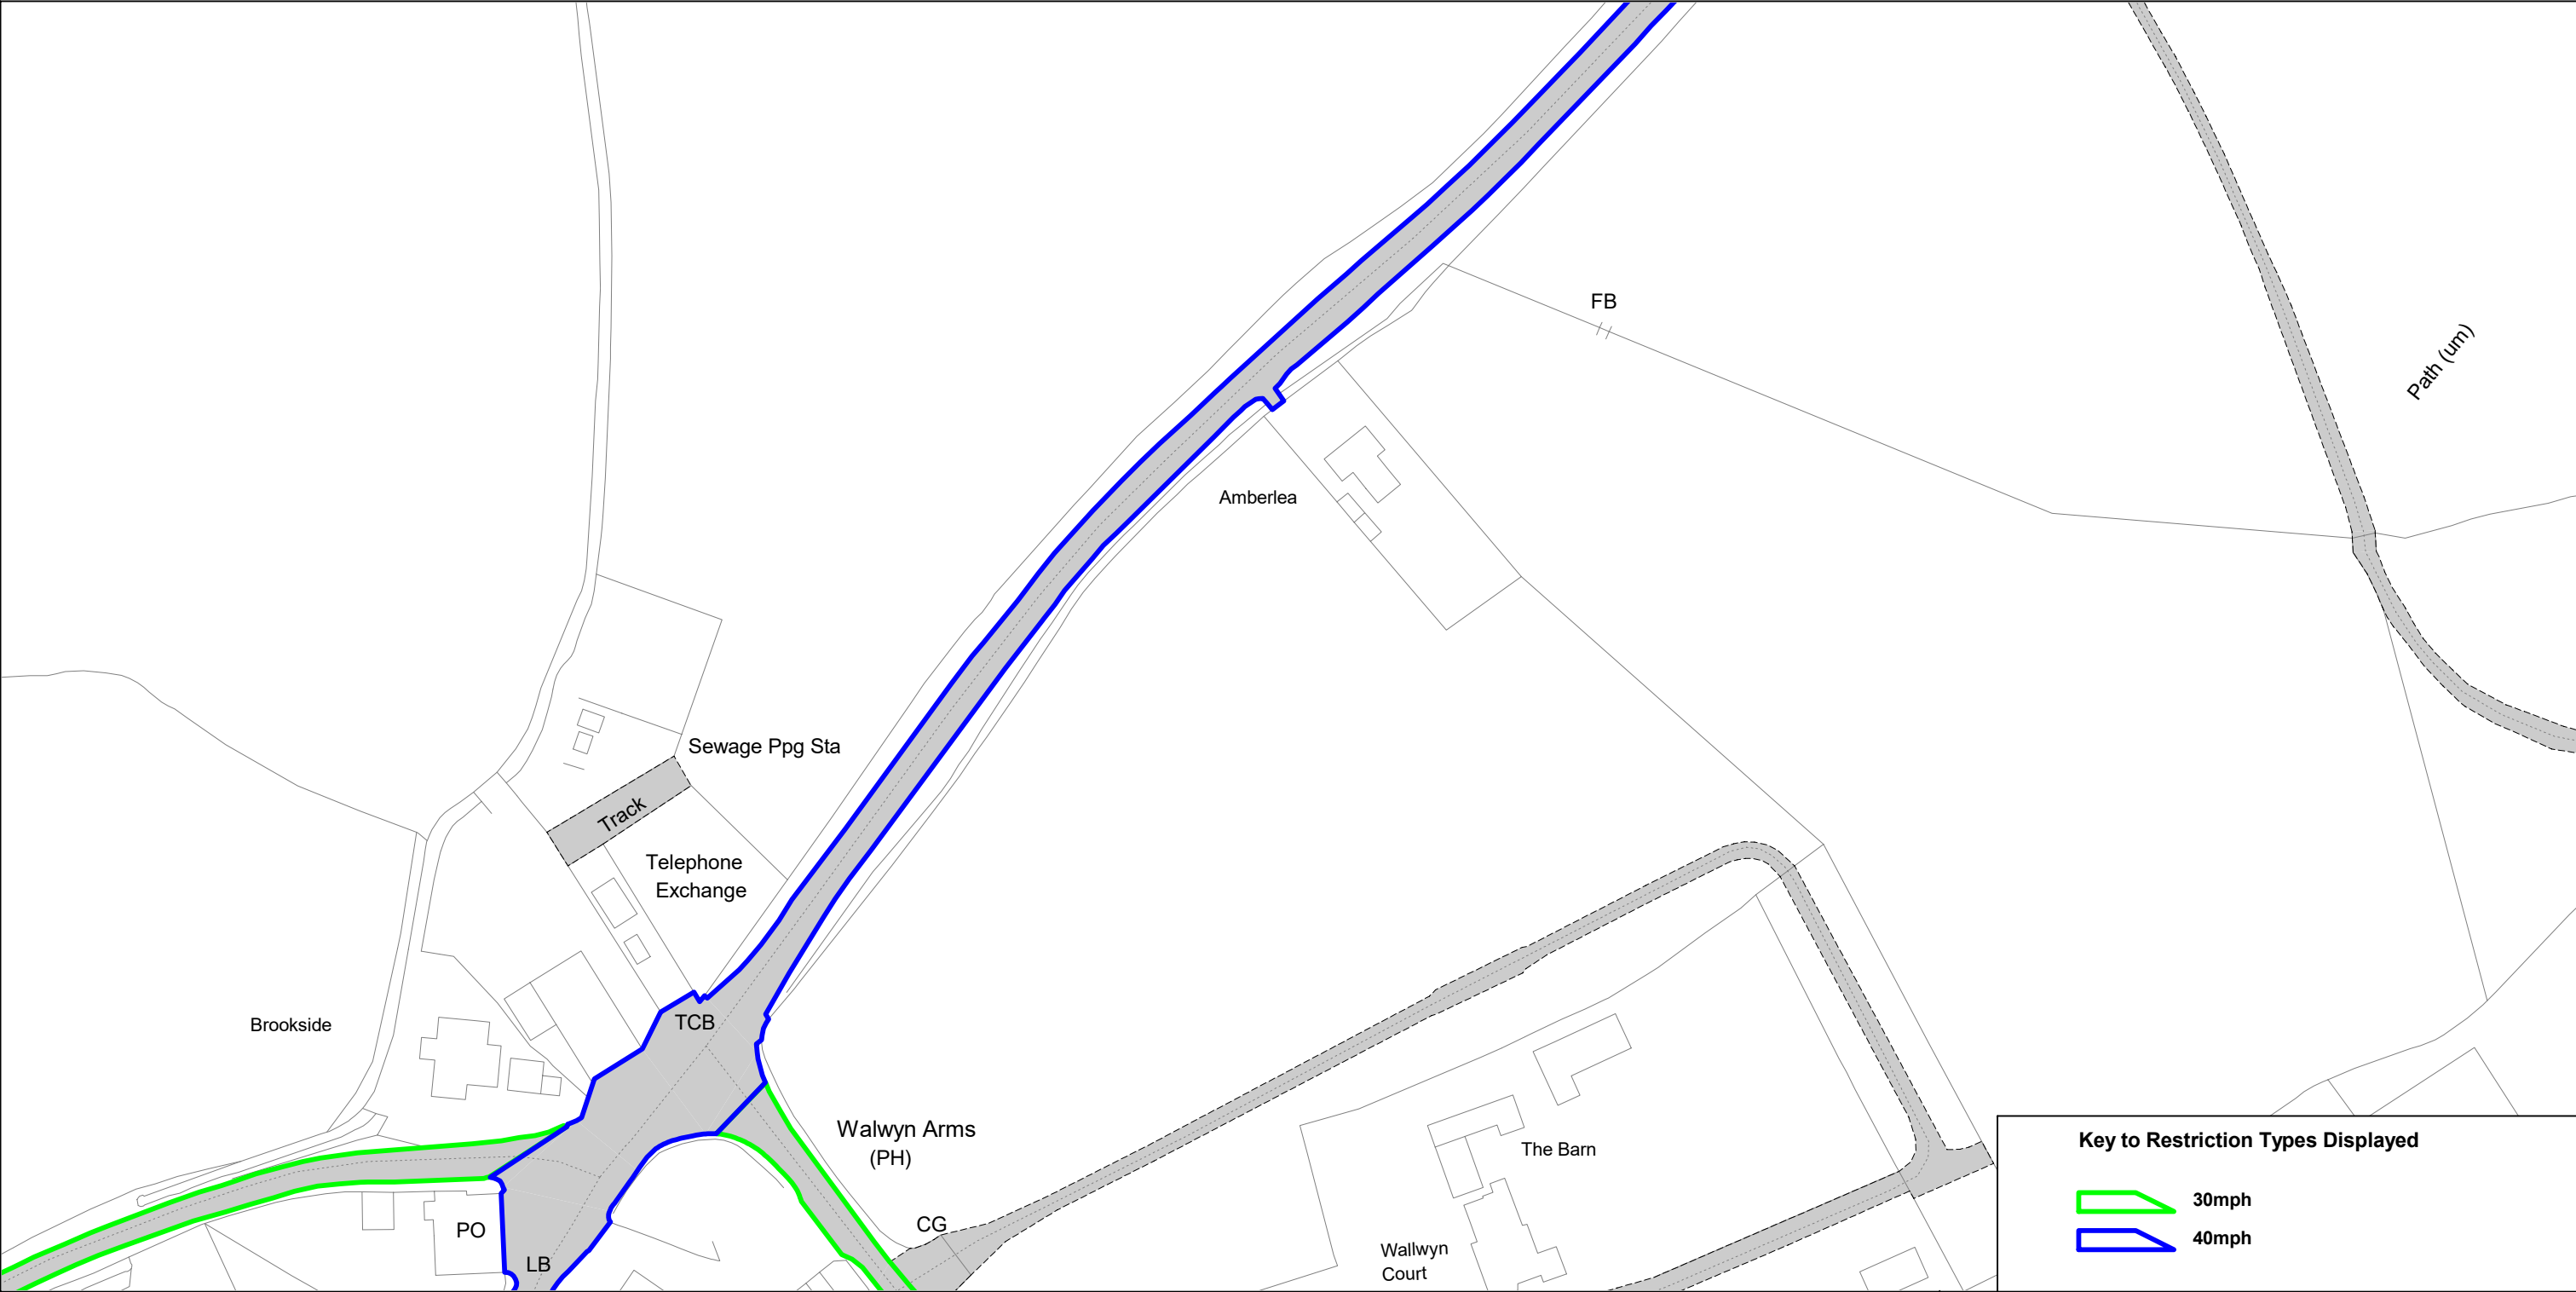 FB
Path (um)
Amberlea
Sewage Ppg Sta
Track
Telephone
Exchange
TCB
Brookside
Walwyn Arms
(PH)
The Barn
PO
CG
LB
Wallwyn
Court
Key to Restriction Types Displayed
30mph
40mph